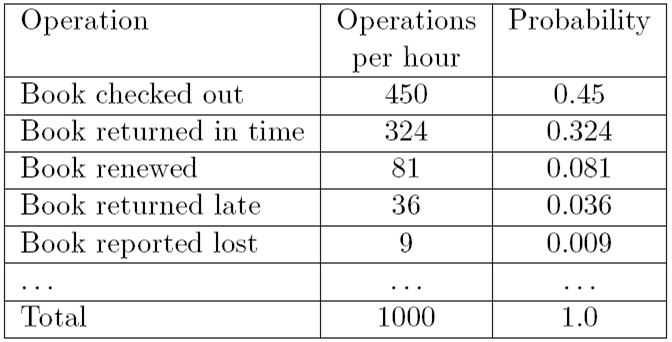 Operation Operations Probability
per hour
Book checked out 450 0.45
Book returned in time 324 0.324
Book renewed 81 0.081
Book returned late 36 0.036
Book reported lost 9 0.009
... ... ...
Total 1000 1.0